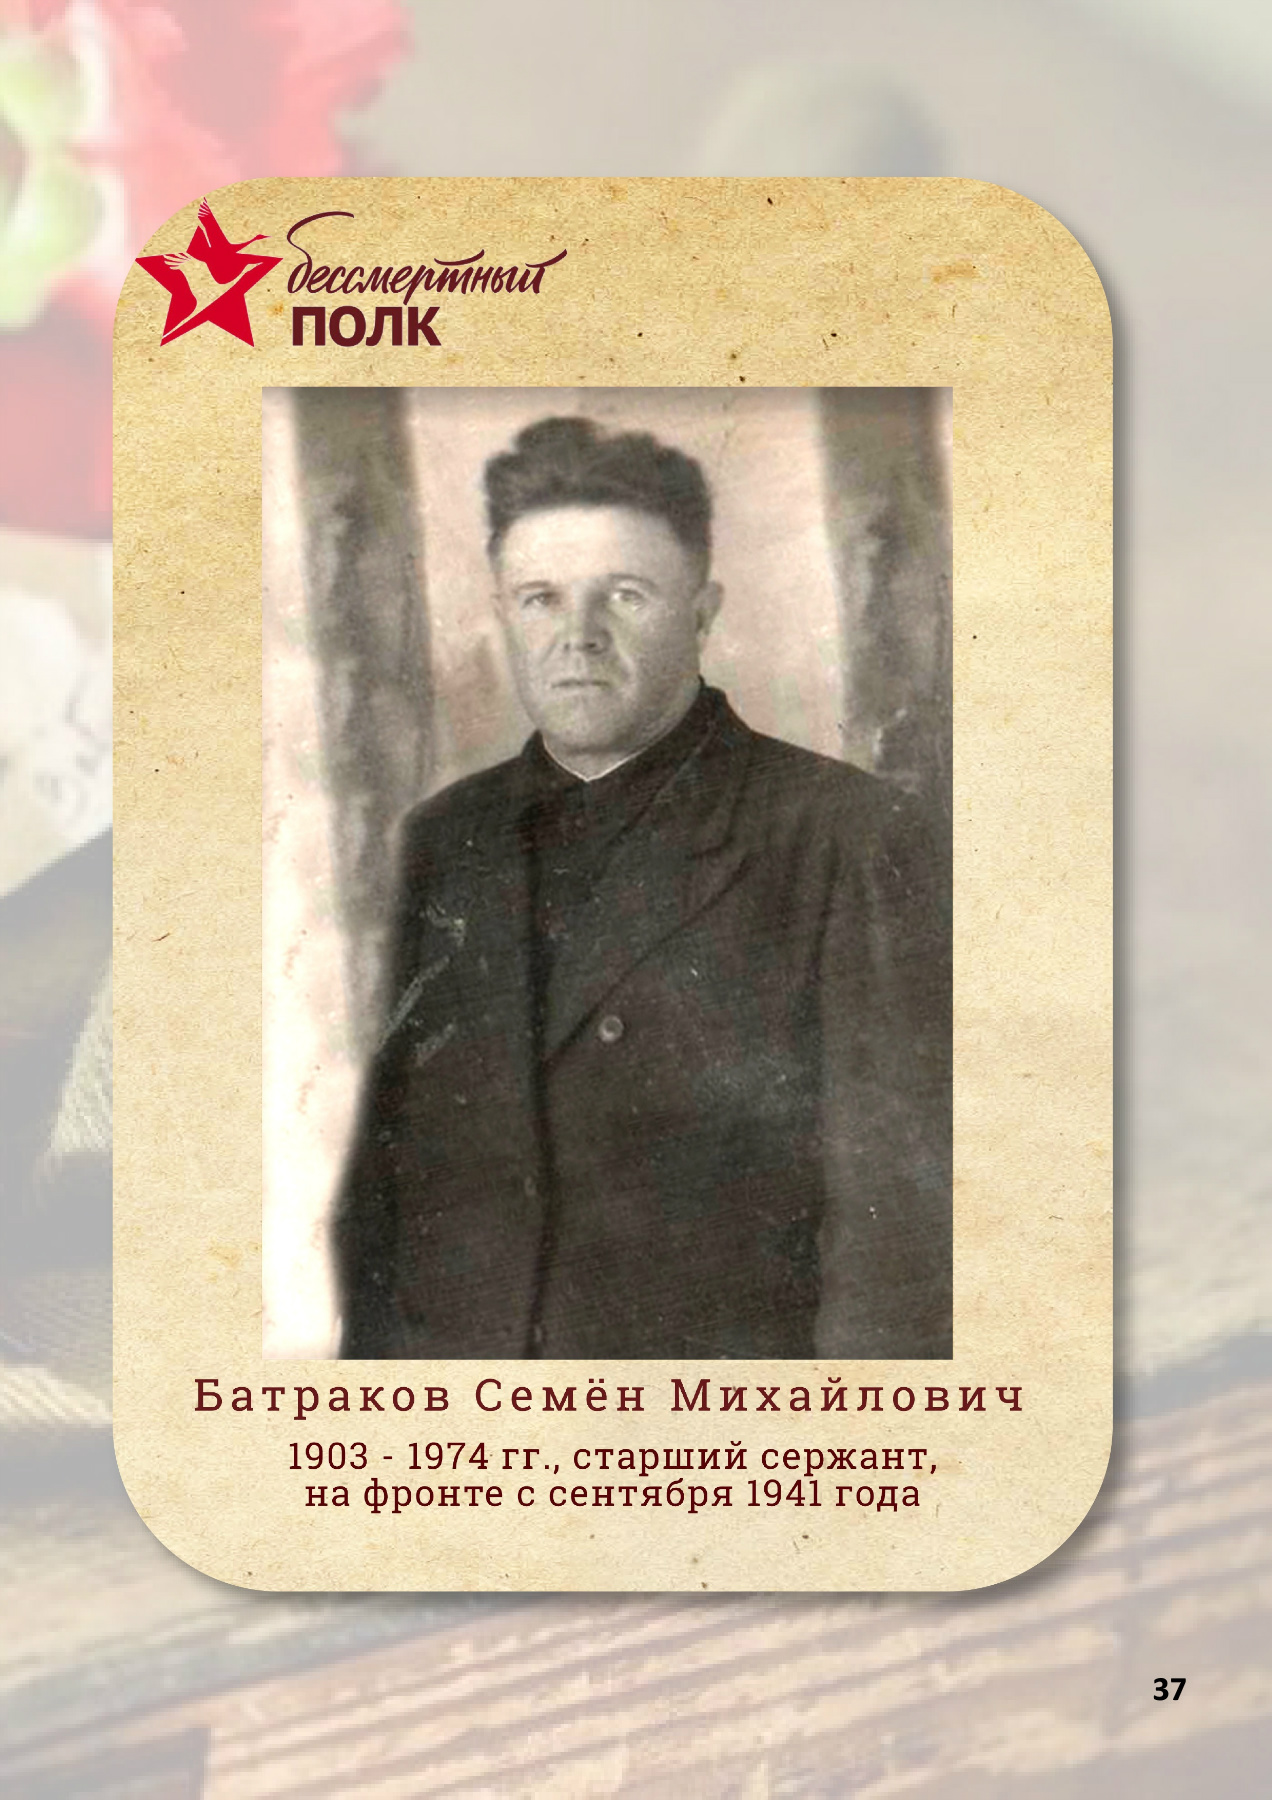 бессмертный
ПОЛК
Батраков Семён Михайлович
1903 - 1974 гг., старший сержант,
на фронте с сентября 1941 года
37